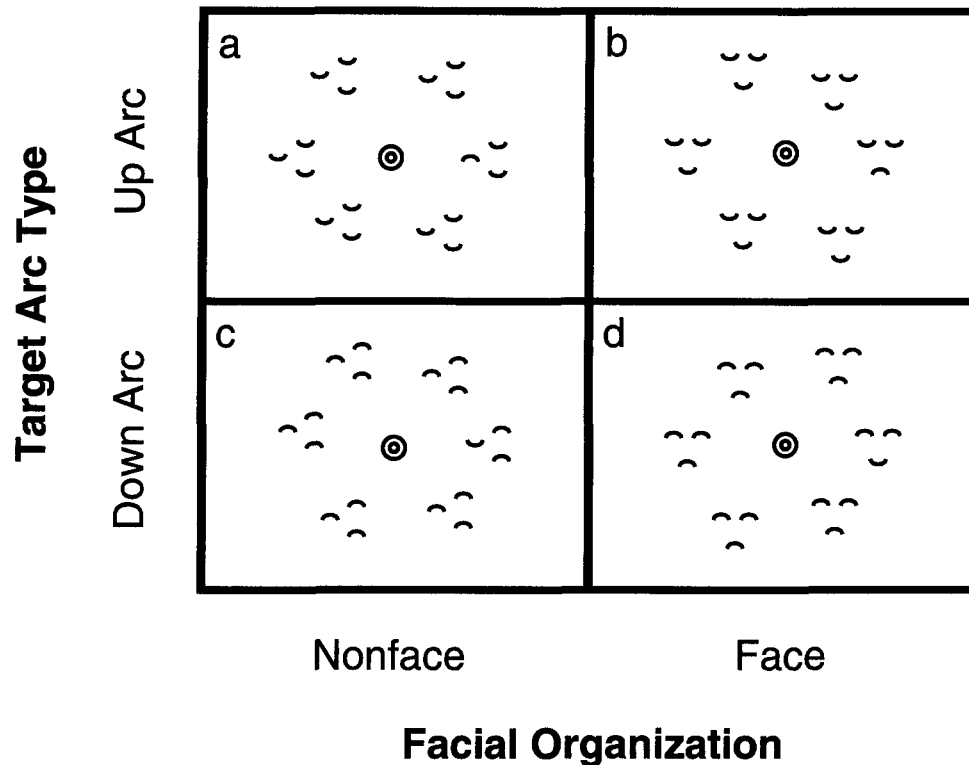 a
b
Up Arc
Target Arc Type
c
d
Down Arc
Nonface
Face
Facial Organization